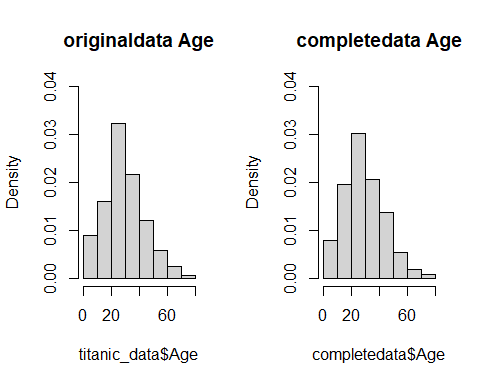 originaldata Age
Density
0.00 0.01 0.02 0.03 0.04
0 20 60
titanic_data$Age
completedata Age
Density
0.00 0.01 0.02 0.03 0.04
0 20 60
completedata$Age